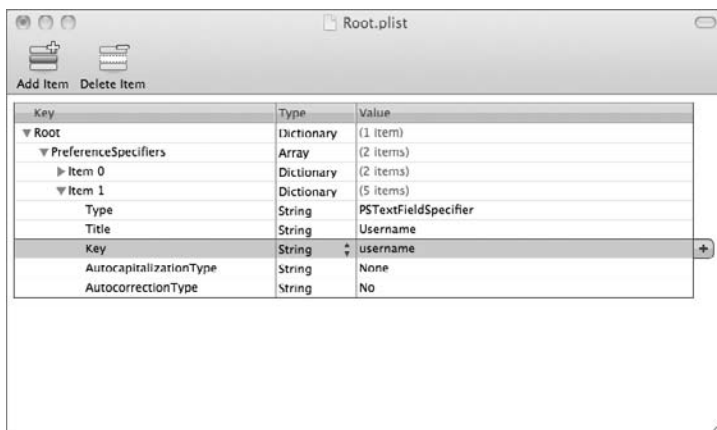 Root.plist
Add Item Delete Item
Key Type Value
Root Dictionary (1 item)
PreferenceSpecifiers Array (2 items)
Item 0 Dictionary (2 items)
Item 1 Dictionary (5 items)
Type String PSTextFieldSpecifier
Title String Username
Key String username
AutocapitalizationType String None
AutocorrectionType String No